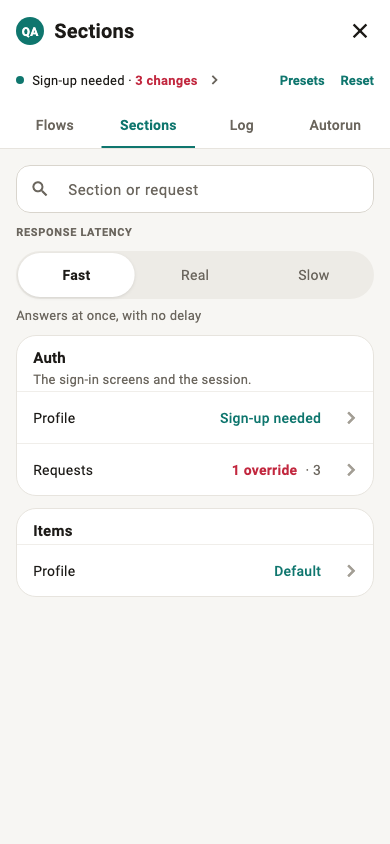 QA Sections
Sign-up needed · 3 changes Presets Reset
Flows Sections Log Autorun
Section or request
RESPONSE LATENCY
Fast Real Slow
Answers at once, with no delay
Auth
The sign-in screens and the session.
Profile Sign-up needed
Requests 1 override · 3
Items
Profile Default